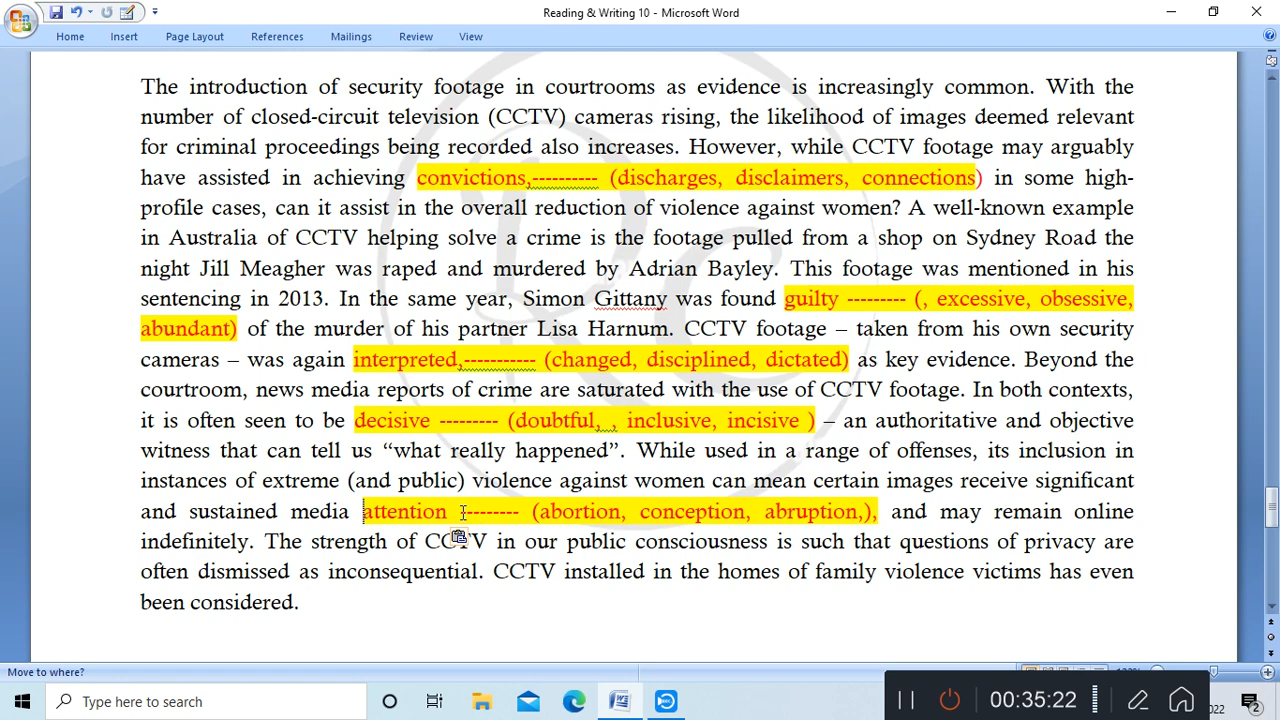 Reading & Writing 10 - Microsoft Word
Home Insert Page Layout References Mailings Review View
The introduction of security footage in courtrooms as evidence is increasingly common. With the
number of closed-circuit television (CCTV) cameras rising, the likelihood of images deemed relevant
for criminal proceedings being recorded also increases. However, while CCTV footage may arguably
have assisted in achieving convictions,---------- (discharges, disclaimers, connections) in some high-
profile cases, can it assist in the overall reduction of violence against women? A well-known example
in Australia of CCTV helping solve a crime is the footage pulled from a shop on Sydney Road the
night Jill Meagher was raped and murdered by Adrian Bayley. This footage was mentioned in his
sentencing in 2013. In the same year, Simon Gittany was found guilty --------- (, excessive, obsessive,
abundant) of the murder of his partner Lisa Harnum. CCTV footage – taken from his own security
cameras – was again interpreted,----------- (changed, disciplined, dictated) as key evidence. Beyond the
courtroom, news media reports of crime are saturated with the use of CCTV footage. In both contexts,
it is often seen to be decisive --------- (doubtful, , inclusive, incisive ) – an authoritative and objective
witness that can tell us “what really happened”. While used in a range of offenses, its inclusion in
instances of extreme (and public) violence against women can mean certain images receive significant
and sustained media attention --------- (abortion, conception, abruption,), and may remain online
indefinitely. The strength of CCTV in our public consciousness is such that questions of privacy are
often dismissed as inconsequential. CCTV installed in the homes of family violence victims has even
been considered.
Move to where?
Type here to search
00:35:22
2